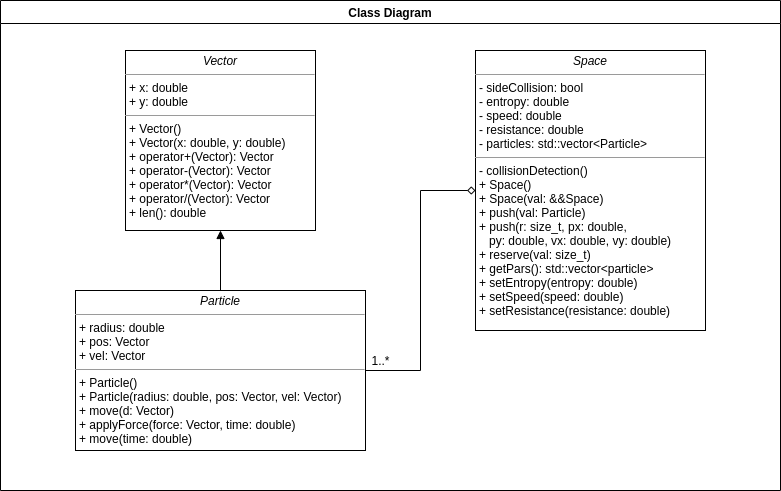 Class Diagram
Vector
+ x: double
+ y: double
+ Vector()
+ Vector(x: double, y: double)
+ operator+(Vector): Vector
+ operator-(Vector): Vector
+ operator*(Vector): Vector
+ operator/(Vector): Vector
+ len(): double
Space
- sideCollision: bool
- entropy: double
- speed: double
- resistance: double
- particles: std::vector<Particle>
- collisionDetection()
+ Space()
+ Space(val: &&Space)
+ push(val: Particle)
+ push(r: size_t, px: double,
py: double, vx: double, vy: double)
+ reserve(val: size_t)
+ getPars(): std::vector<particle>
+ setEntropy(entropy: double)
+ setSpeed(speed: double)
+ setResistance(resistance: double)
Particle
+ radius: double
+ pos: Vector
+ vel: Vector
+ Particle()
+ Particle(radius: double, pos: Vector, vel: Vector)
+ move(d: Vector)
+ applyForce(force: Vector, time: double)
+ move(time: double)
1..*